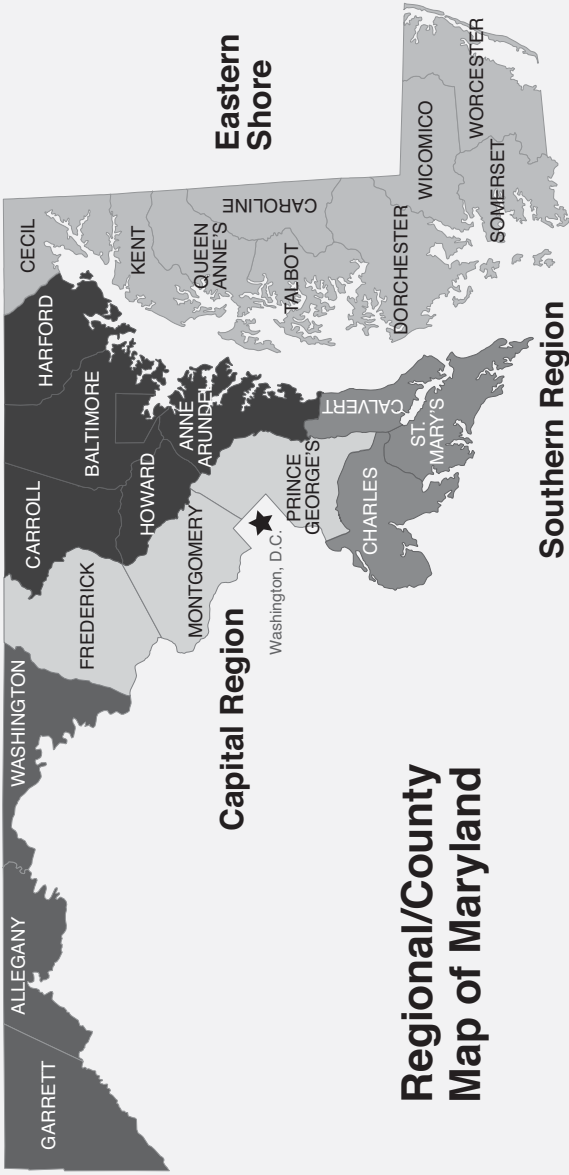 GARRETT
ALLEGANY
WASHINGTON
FREDERICK
CARROLL
BALTIMORE
HARFORD
CECIL
HOWARD
MONTGOMERY
ANNE
ARUNDEL
KENT
QUEEN
ANNE'S
CAROLINE
TALBOT
Eastern
Shore
Capital Region
Washington, D.C.
PRINCE
GEORGE'S
CALVERT
CHARLES
ST.
MARY'S
DORCHESTER
WICOMICO
WORCESTER
SOMERSET
Regional/County
Map of Maryland
Southern Region